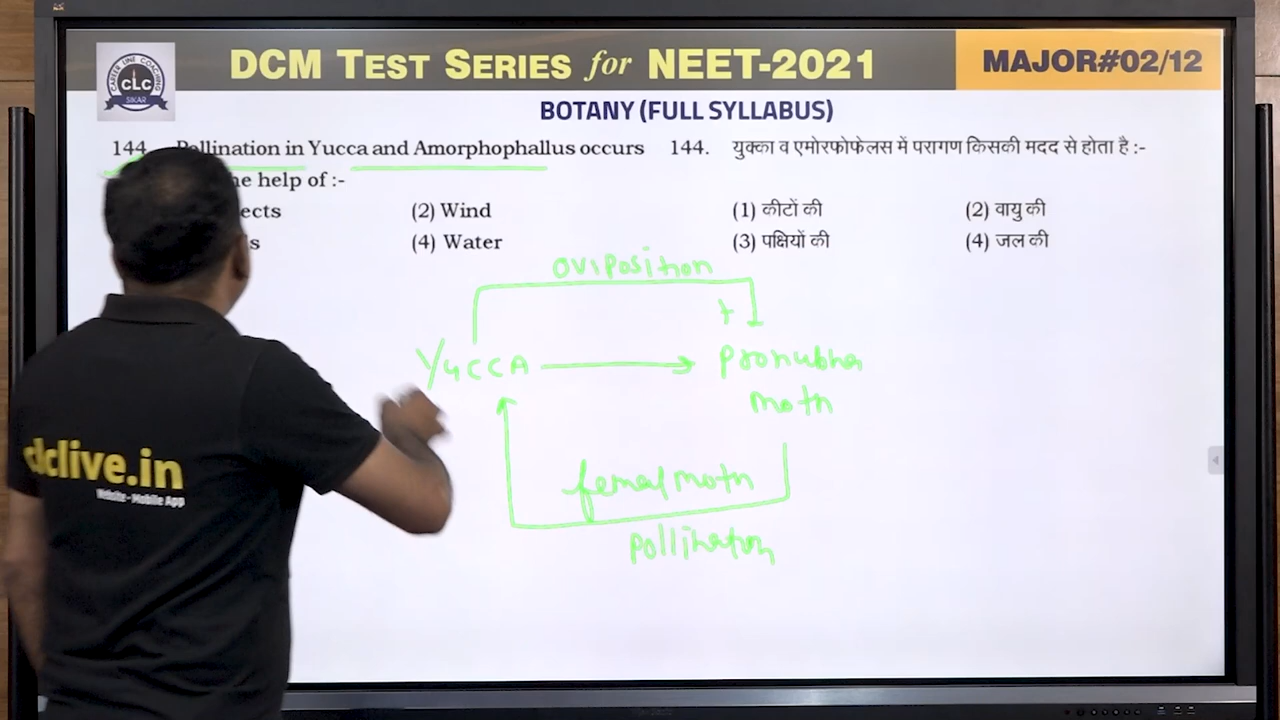 DCM TEST SERIES for NEET-2021
MAJOR#02/12
CAREER LINE COACHING
CLC
SIKAR
BOTANY (FULL SYLLABUS)
144. Pollination in Yucca and Amorphophallus occurs
help of :-
(2) Wind
(4) Water
144. युक्का व एमोरफोफेलस में परागण किसकी मदद से होता है :-
(1) कीटों की (2) वायु की
(3) पक्षियों की (4) जल की
oviposition
+
Yucca
Pronubha
moth
femal moth
pollination
clclive.in
Website - Mobile App